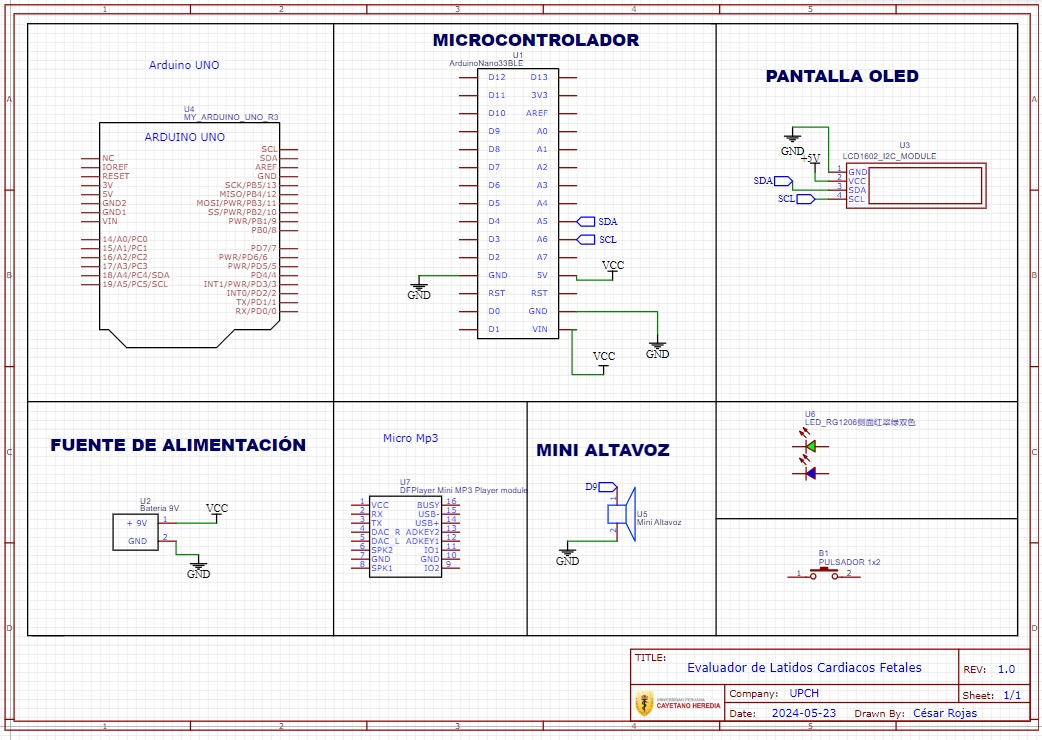 1 2 3 4 5
A
B
C
D
Arduino UNO
U4
MY_ARDUINO_UNO_R3
ARDUINO UNO
NC
IOREF
RESET
3V
5V
GND2
GND1
VIN
14/A0/PC0
15/A1/PC1
16/A2/PC2
17/A3/PC3
18/A4/PC4/SDA
19/A5/PC5/SCL
SCL
SDA
AREF
GND
SCK/PB5/13
MISO/PB4/12
MOSI/PWR/PB3/11
SS/PWR/PB2/10
PWR/PB1/9
PB0/8
PD7/7
PWR/PD6/6
PWR/PD5/5
PD4/4
INT1/PWR/PD3/3
INT0/PD2/2
TX/PD1/1
RX/PD0/0
MICROCONTROLADOR
U1
ArduinoNano33BLE
D12 D13
D11 3V3
D10 AREF
D9 A0
D8 A1
D7 A2
D6 A3
D5 A4
D4 A5 SDA
D3 A6 SCL
D2 A7
GND 5V
RST RST
D0 GND
D1 VIN
GND
VCC
GND
VCC
PANTALLA OLED
GND
+5V
U3
LCD1602_I2C_MODULE
SDA
SCL
1 GND
2 VCC
3 SDA
4 SCL
FUENTE DE ALIMENTACIÓN
U2
Bateria 9V
+ 9V 1
GND 2
VCC
GND
Micro Mp3
U7
DFPlayer Mini MP3 Player module
1 VCC BUSY 16
2 RX USB- 15
3 TX USB+ 14
4 DAC_R ADKEY2 13
5 DAC_L ADKEY1 12
6 SPK2 IO1 11
7 GND GND 10
8 SPK1 IO2 9
MINI ALTAVOZ
D9
1
2
U5
Mini Altavoz
GND
U6
LED_RG1206侧面红翠绿双色
B1
PULSADOR 1x2
1 2
TITLE:
Evaluador de Latidos Cardiacos Fetales
REV: 1.0
UNIVERSIDAD PERUANA
CAYETANO HEREDIA
Company: UPCH
Sheet: 1/1
Date: 2024-05-23 Drawn By: César Rojas
A
B
C
D
1 2 3 4 5